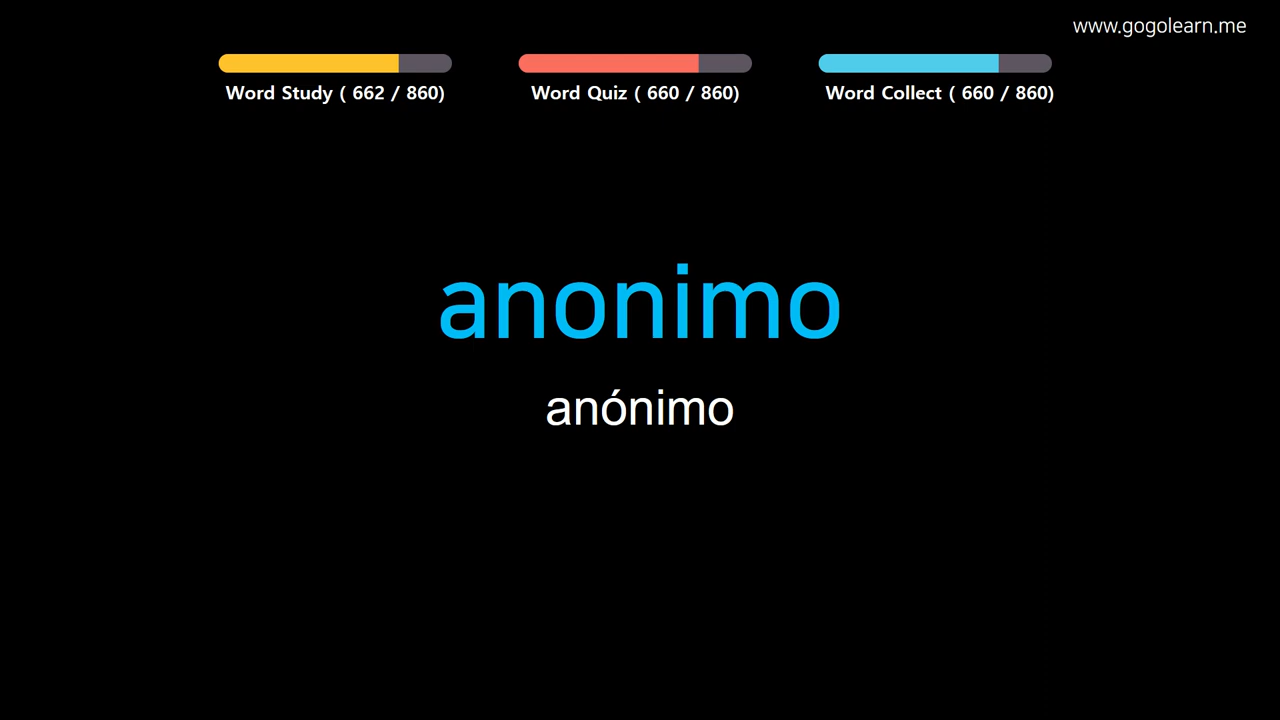 www.gogolearn.me
Word Study ( 662 / 860)
Word Quiz ( 660 / 860)
Word Collect ( 660 / 860)
anonimo
anónimo